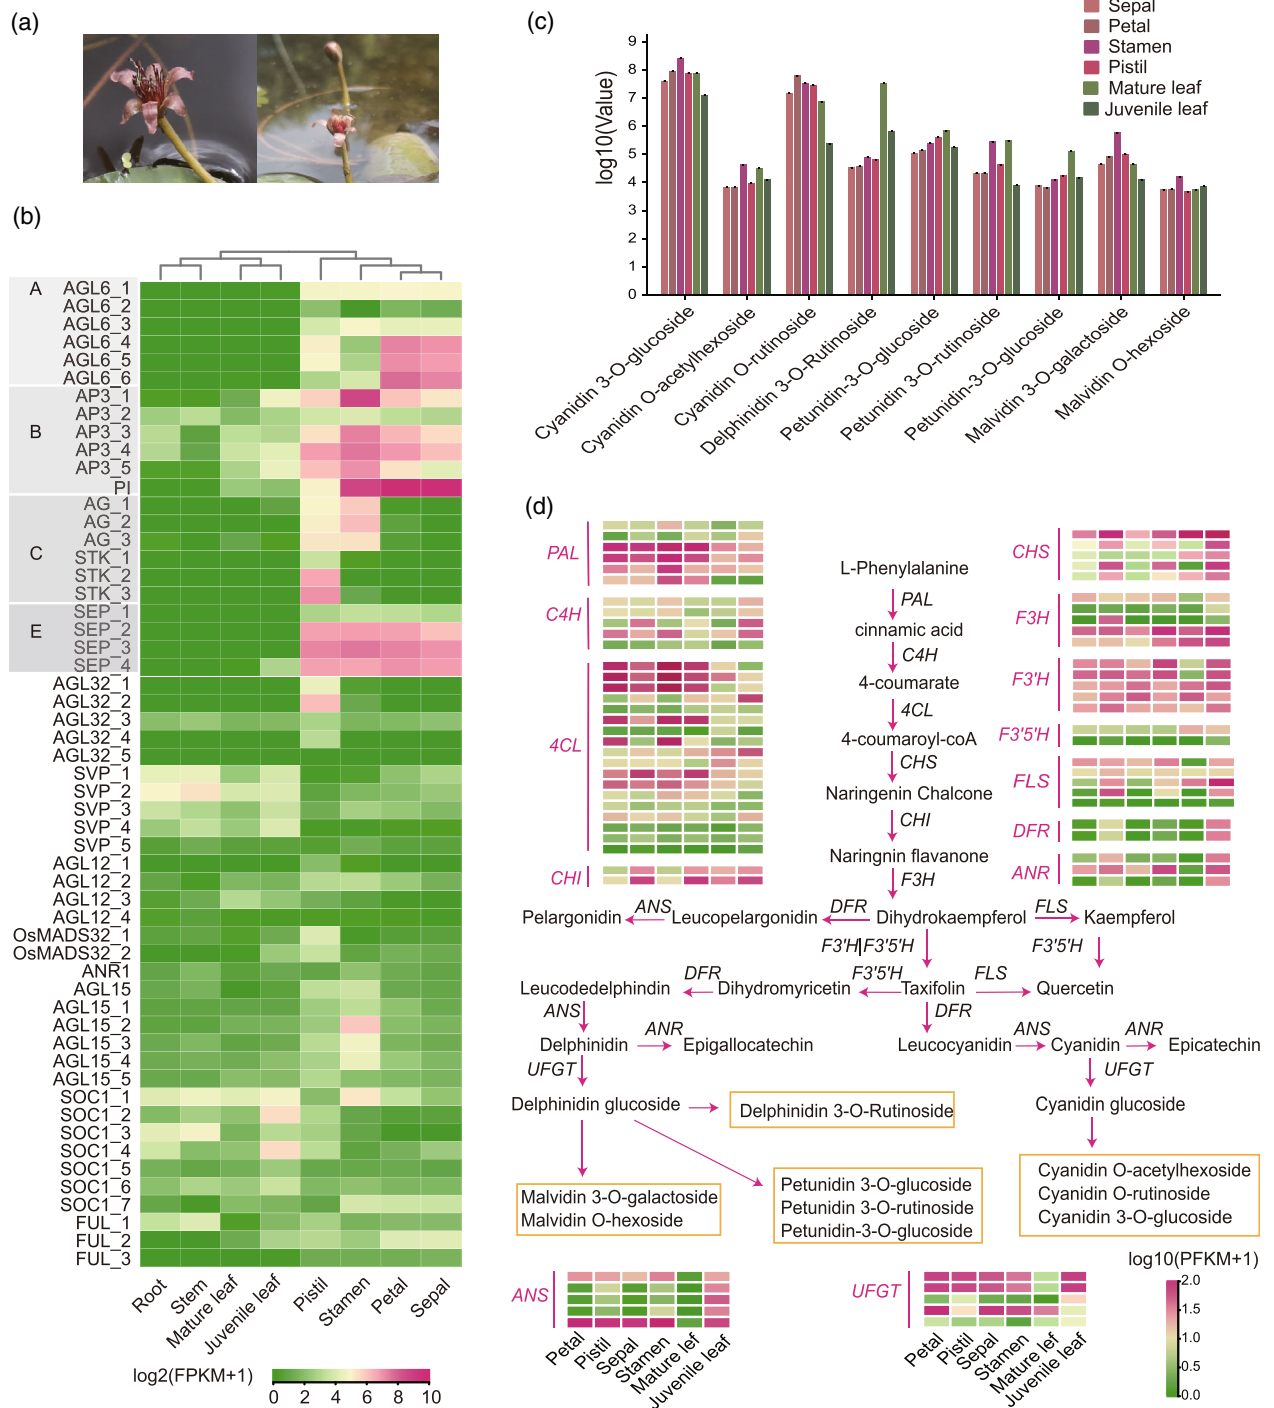 (a)
(b)
A
AGL6_1
AGL6_2
AGL6_3
AGL6_4
AGL6_5
AGL6_6
B
AP3_1
AP3_2
AP3_3
AP3_4
AP3_5
PI
C
AG_1
AG_2
AG_3
STK_1
STK_2
STK_3
E
SEP_1
SEP_2
SEP_3
SEP_4
AGL32_1
AGL32_2
AGL32_3
AGL32_4
AGL32_5
SVP_1
SVP_2
SVP_3
SVP_4
SVP_5
AGL12_1
AGL12_2
AGL12_3
AGL12_4
OsMADS32_1
OsMADS32_2
ANR1
AGL15
AGL15_1
AGL15_2
AGL15_3
AGL15_4
AGL15_5
SOC1_1
SOC1_2
SOC1_3
SOC1_4
SOC1_5
SOC1_6
SOC1_7
FUL_1
FUL_2
FUL_3
Root
Stem
Mature leaf
Juvenile leaf
Pistil
Stamen
Petal
Sepal
log2(FPKM+1)
0 2 4 6 8 10
(c)
Sepal
Petal
Stamen
Pistil
Mature leaf
Juvenile leaf
log10(Value)
9
8
7
6
5
4
3
2
1
0
Cyanidin 3-O-glucoside
Cyanidin O-acetylhexoside
Cyanidin O-rutinoside
Delphinidin 3-O-Rutinoside
Petunidin-3-O-glucoside
Petunidin 3-O-rutinoside
Petunidin-3-O-glucoside
Malvidin 3-O-galactoside
Malvidin O-hexoside
(d)
PAL
C4H
4CL
CHI
CHS
F3H
F3'H
F3'5'H
FLS
DFR
ANR
L-Phenylalanine
PAL
cinnamic acid
C4H
4-coumarate
4CL
4-coumaroyl-coA
CHS
Naringenin Chalcone
CHI
Naringnin flavanone
F3H
Pelargonidin ANS Leucopelargonidin DFR Dihydrokaempferol FLS Kaempferol
F3'H F3'5'H F3'5'H
Leucodedelphindin DFR Dihydromyricetin F3'5'H Taxifolin FLS Quercetin
ANS DFR
Delphinidin ANR Epigallocatechin Leucocyanidin ANS Cyanidin ANR Epicatechin
UFGT UFGT
Delphinidin glucoside Delphinidin 3-O-Rutinoside Cyanidin glucoside
Malvidin 3-O-galactoside
Malvidin O-hexoside
Petunidin 3-O-glucoside
Petunidin 3-O-rutinoside
Petunidin-3-O-glucoside
Cyanidin O-acetylhexoside
Cyanidin O-rutinoside
Cyanidin 3-O-glucoside
ANS
Petal
Pistil
Sepal
Stamen
Mature lef
Juvenile leaf
UFGT
Petal
Pistil
Sepal
Stamen
Mature lef
Juvenile leaf
log10(PFKM+1)
2.0
1.5
1.0
0.5
0.0